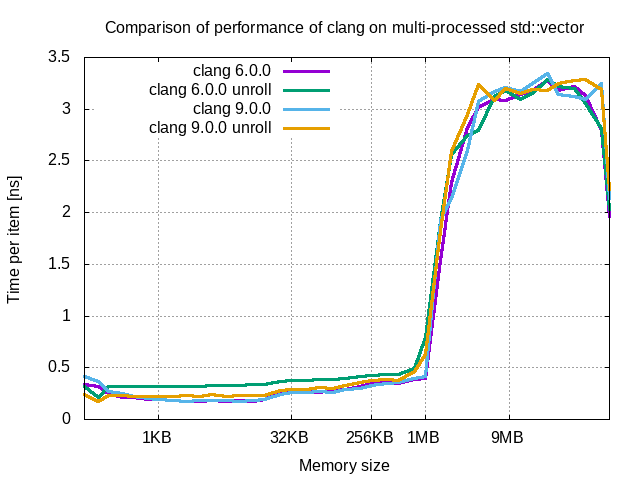 Comparison of performance of clang on multi-processed std::vector
3.5
3
2.5
2
1.5
1
0.5
0
Time per item [ns]
clang 6.0.0
clang 6.0.0 unroll
clang 9.0.0
clang 9.0.0 unroll
1KB 32KB 256KB 1MB 9MB
Memory size